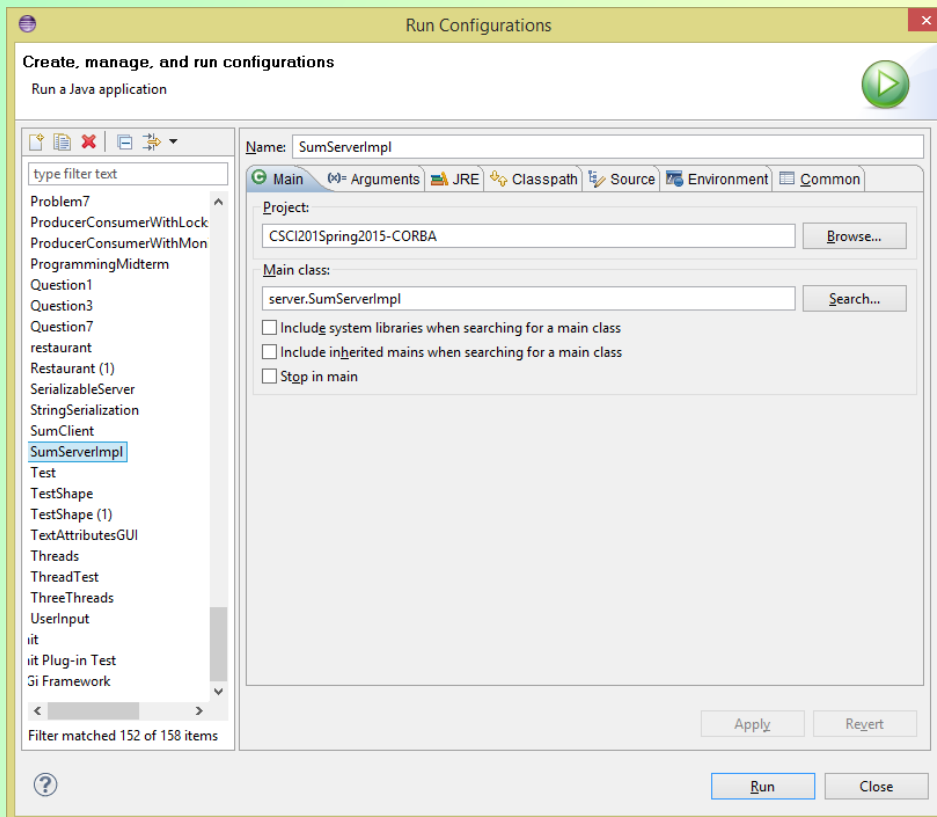 Run Configurations
Create, manage, and run configurations
Run a Java application
type filter text
Problem7
ProducerConsumerWithLock
ProducerConsumerWithMon
ProgrammingMidterm
Question1
Question3
Question7
restaurant
Restaurant (1)
SerializableServer
StringSerialization
SumClient
SumServerImpl
Test
TestShape
TestShape (1)
TextAttributesGUI
Threads
ThreadTest
ThreeThreads
UserInput
it
it Plug-in Test
Gi Framework
Filter matched 152 of 158 items
Name: SumServerImpl
Main (x)= Arguments JRE Classpath Source Environment Common
Project:
CSCI201Spring2015-CORBA Browse...
Main class:
server.SumServerImpl Search...
Include system libraries when searching for a main class
Include inherited mains when searching for a main class
Stop in main
Apply Revert
Run Close